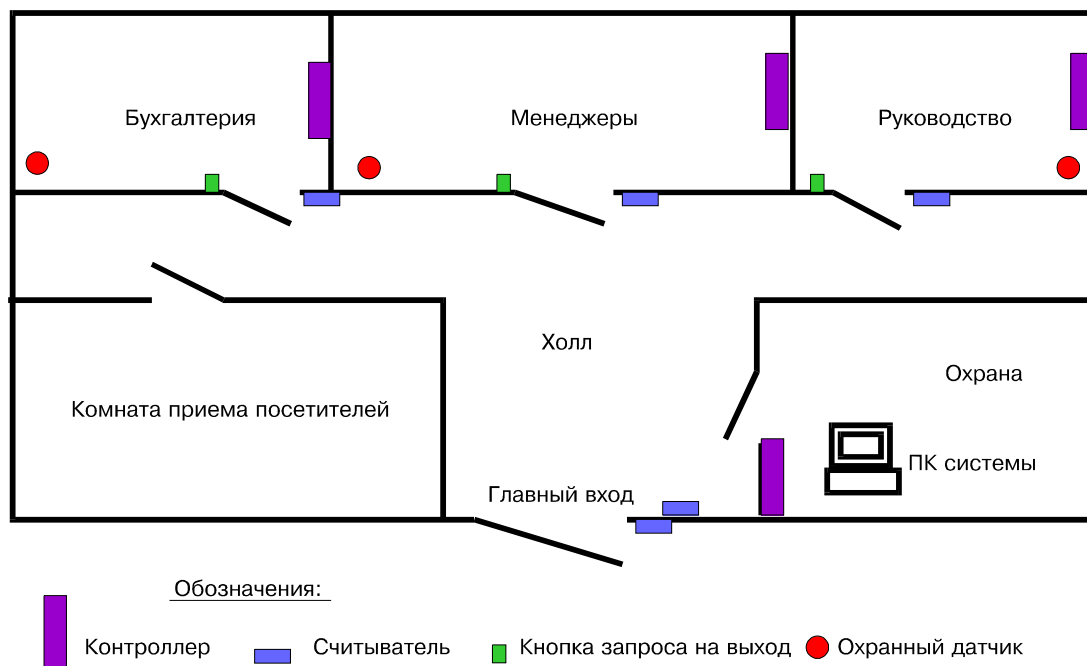 Бухгалтерия
Менеджеры
Руководство
Холл
Охрана
Комната приема посетителей
ПК системы
Главный вход
Обозначения:
Контроллер
Считыватель
Кнопка запроса на выход
Охранный датчик